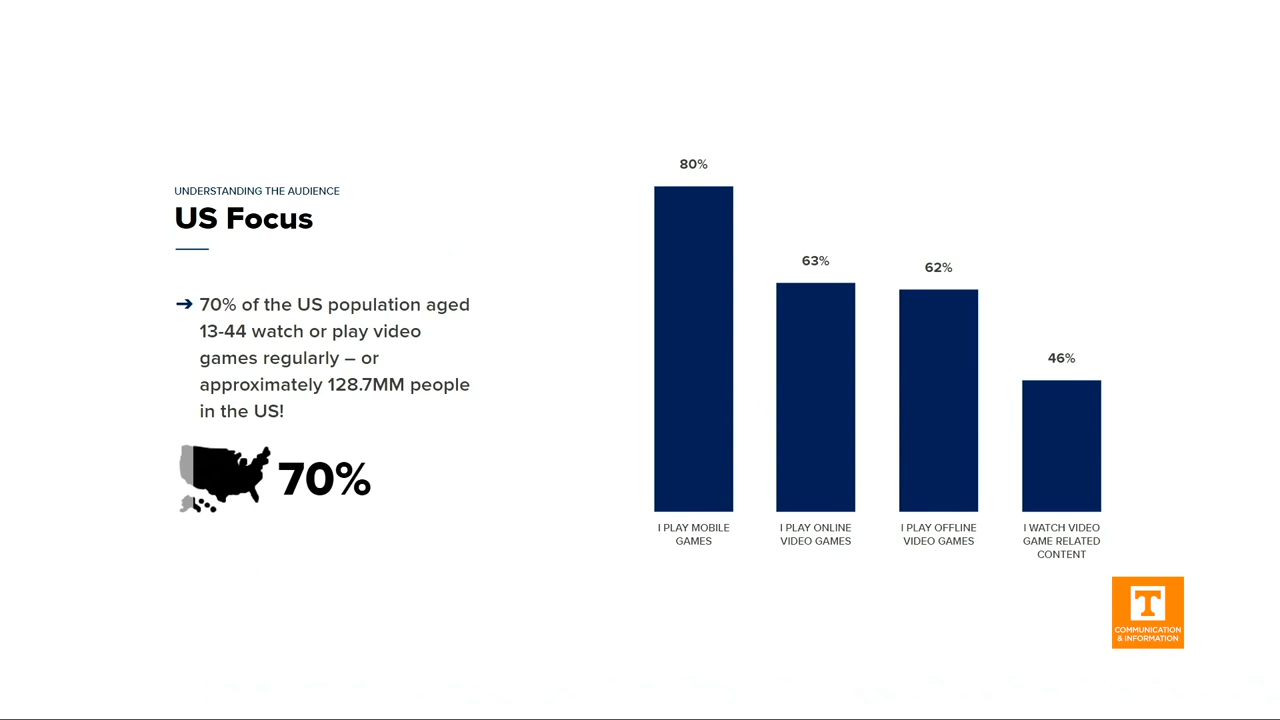 UNDERSTANDING THE AUDIENCE
US Focus
➔ 70% of the US population aged
13-44 watch or play video
games regularly – or
approximately 128.7MM people
in the US!
70%
80%
63%
62%
46%
I PLAY MOBILE
GAMES
I PLAY ONLINE
VIDEO GAMES
I PLAY OFFLINE
VIDEO GAMES
I WATCH VIDEO
GAME RELATED
CONTENT
T
COMMUNICATION
& INFORMATION